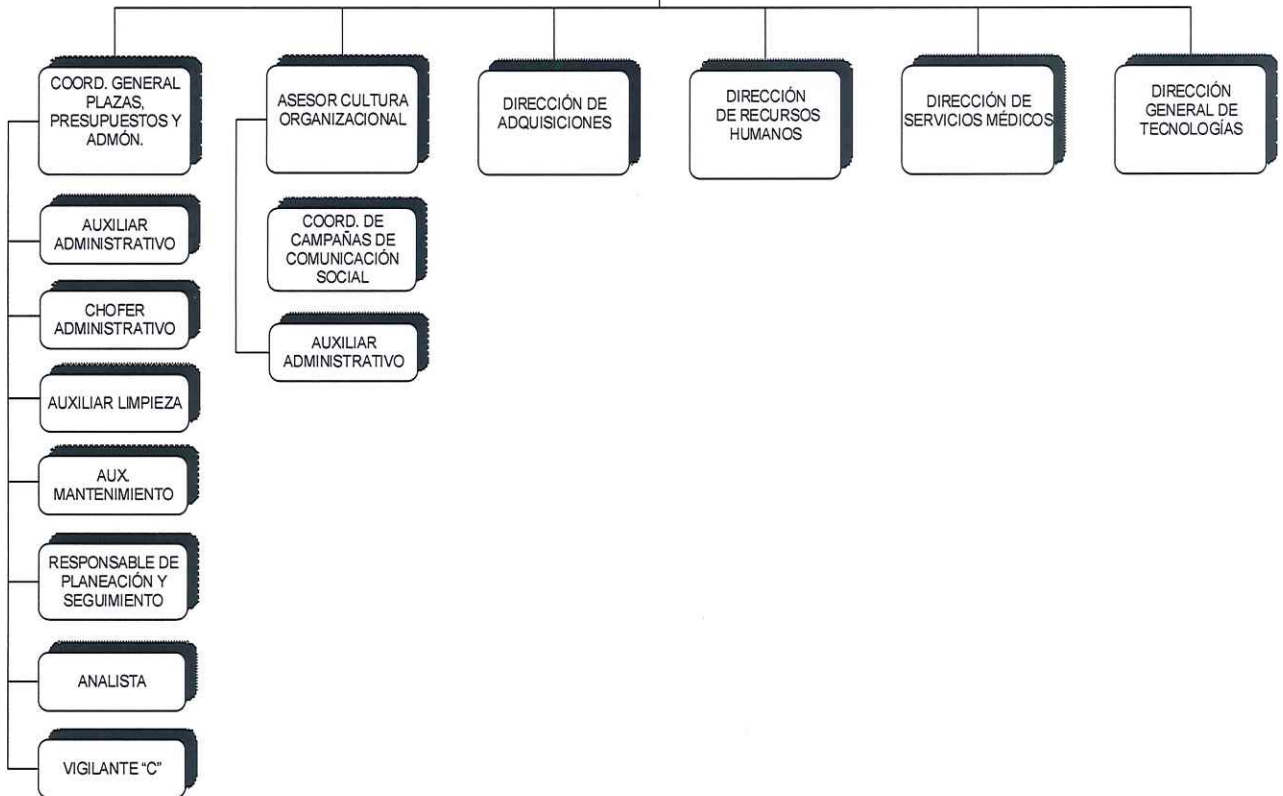 COORD. GENERAL
PLAZAS,
PRESUPUESTOS Y
ADMÓN.
ASESOR CULTURA
ORGANIZACIONAL
DIRECCIÓN DE
ADQUISICIONES
DIRECCIÓN
DE RECURSOS
HUMANOS
DIRECCIÓN DE
SERVICIOS MÉDICOS
DIRECCIÓN
GENERAL DE
TECNOLOGÍAS
AUXILIAR
ADMINISTRATIVO
CHOFER
ADMINISTRATIVO
AUXILIAR LIMPIEZA
AUX.
MANTENIMIENTO
RESPONSABLE DE
PLANEACIÓN Y
SEGUIMIENTO
ANALISTA
VIGILANTE "C"
COORD. DE
CAMPAÑAS DE
COMUNICACIÓN
SOCIAL
AUXILIAR
ADMINISTRATIVO